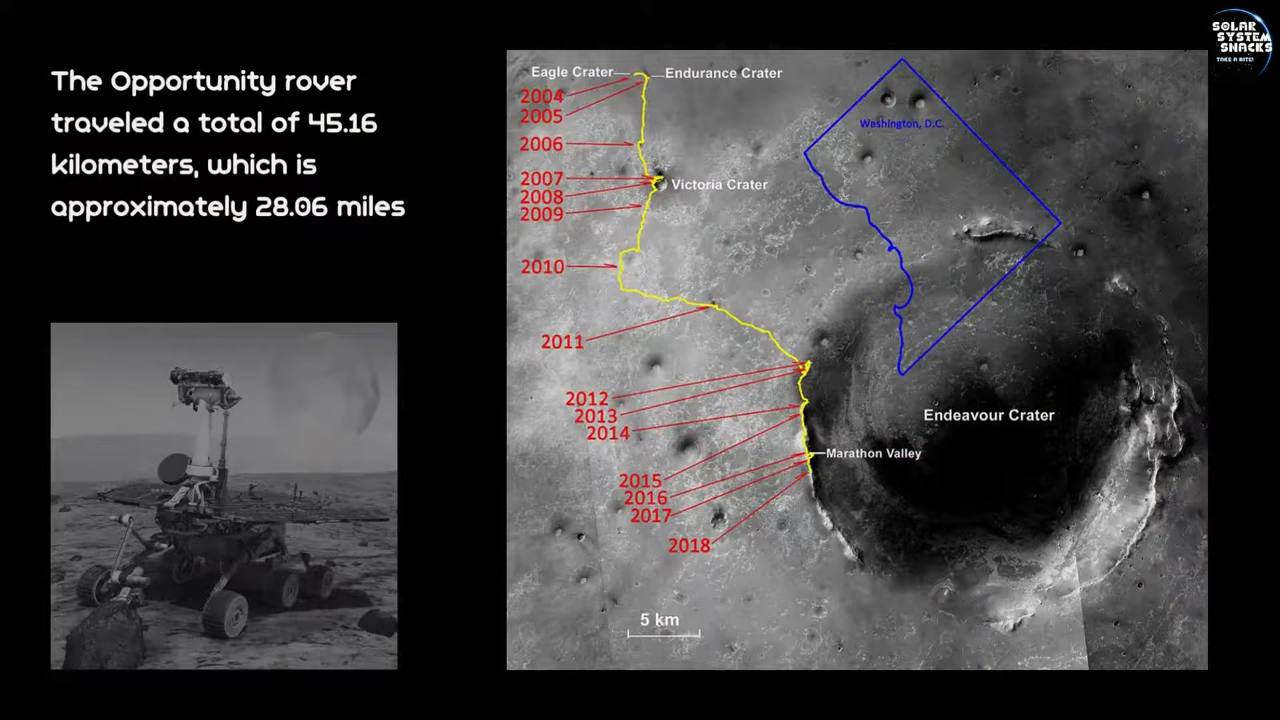 The Opportunity rover
traveled a total of 45.16
kilometers, which is
approximately 28.06 miles
SOLAR
SYSTEM
SNACKS
TAKE A BITE!
Eagle Crater
Endurance Crater
2004
2005
2006
2007
2008
2009
Victoria Crater
2010
2011
2012
2013
2014
2015
2016
2017
2018
Washington, D.C.
Endeavour Crater
Marathon Valley
5 km